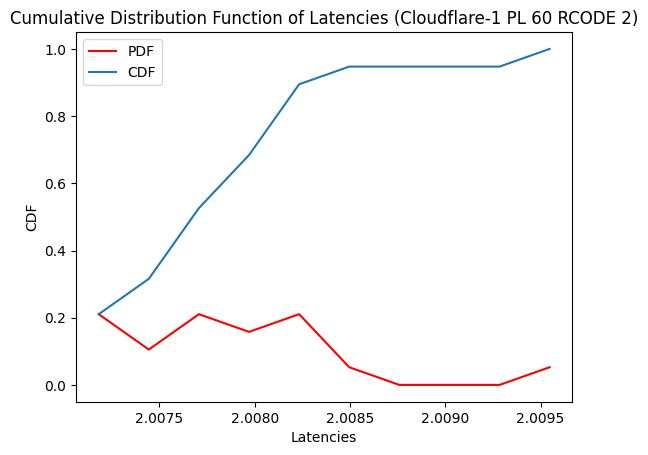 Cumulative Distribution Function of Latencies (Cloudflare-1 PL 60 RCODE 2)
PDF
CDF
1.0
0.8
0.6
0.4
0.2
0.0
CDF
2.0075
2.0080
2.0085
2.0090
2.0095
Latencies